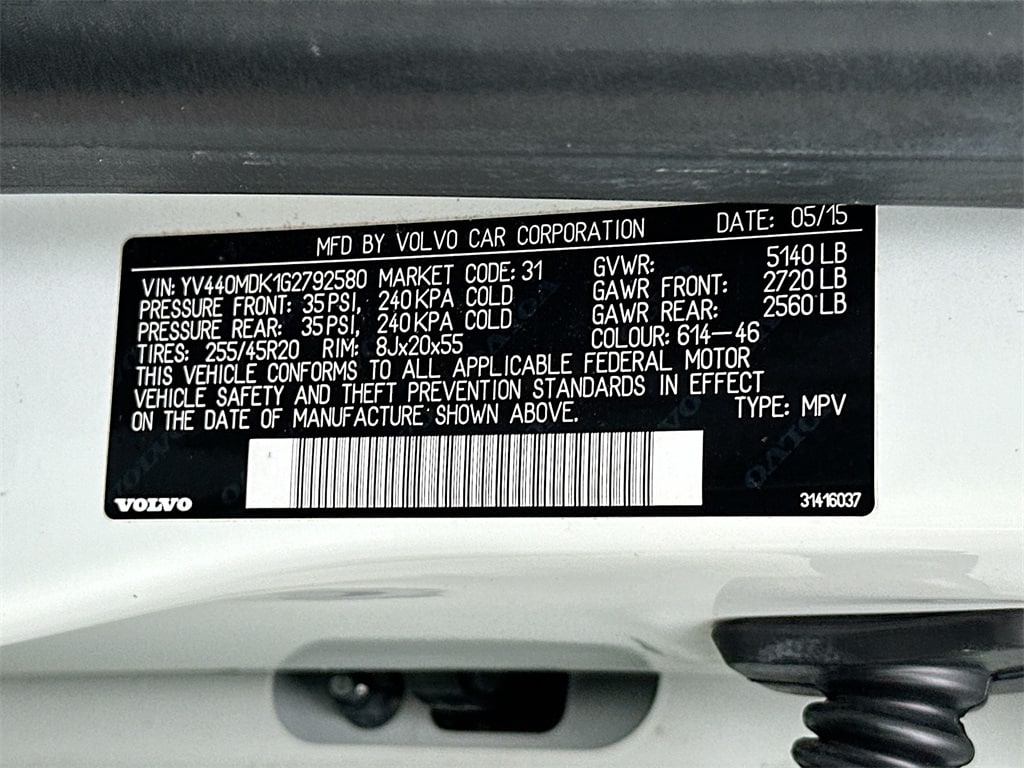 MFD BY VOLVO CAR CORPORATION DATE: 05/15
VIN: YV440MDK1G2792580 MARKET CODE: 31 GVWR: 5140 LB
PRESSURE FRONT: 35 PSI, 240 KPA COLD GAWR FRONT: 2720 LB
PRESSURE REAR: 35 PSI, 240 KPA COLD GAWR REAR: 2560 LB
TIRES: 255/45R20 RIM: 8Jx20x55 COLOUR: 614-46
THIS VEHICLE CONFORMS TO ALL APPLICABLE FEDERAL MOTOR
VEHICLE SAFETY AND THEFT PREVENTION STANDARDS IN EFFECT
ON THE DATE OF MANUFACTURE SHOWN ABOVE. TYPE: MPV
VOLVO 31416037